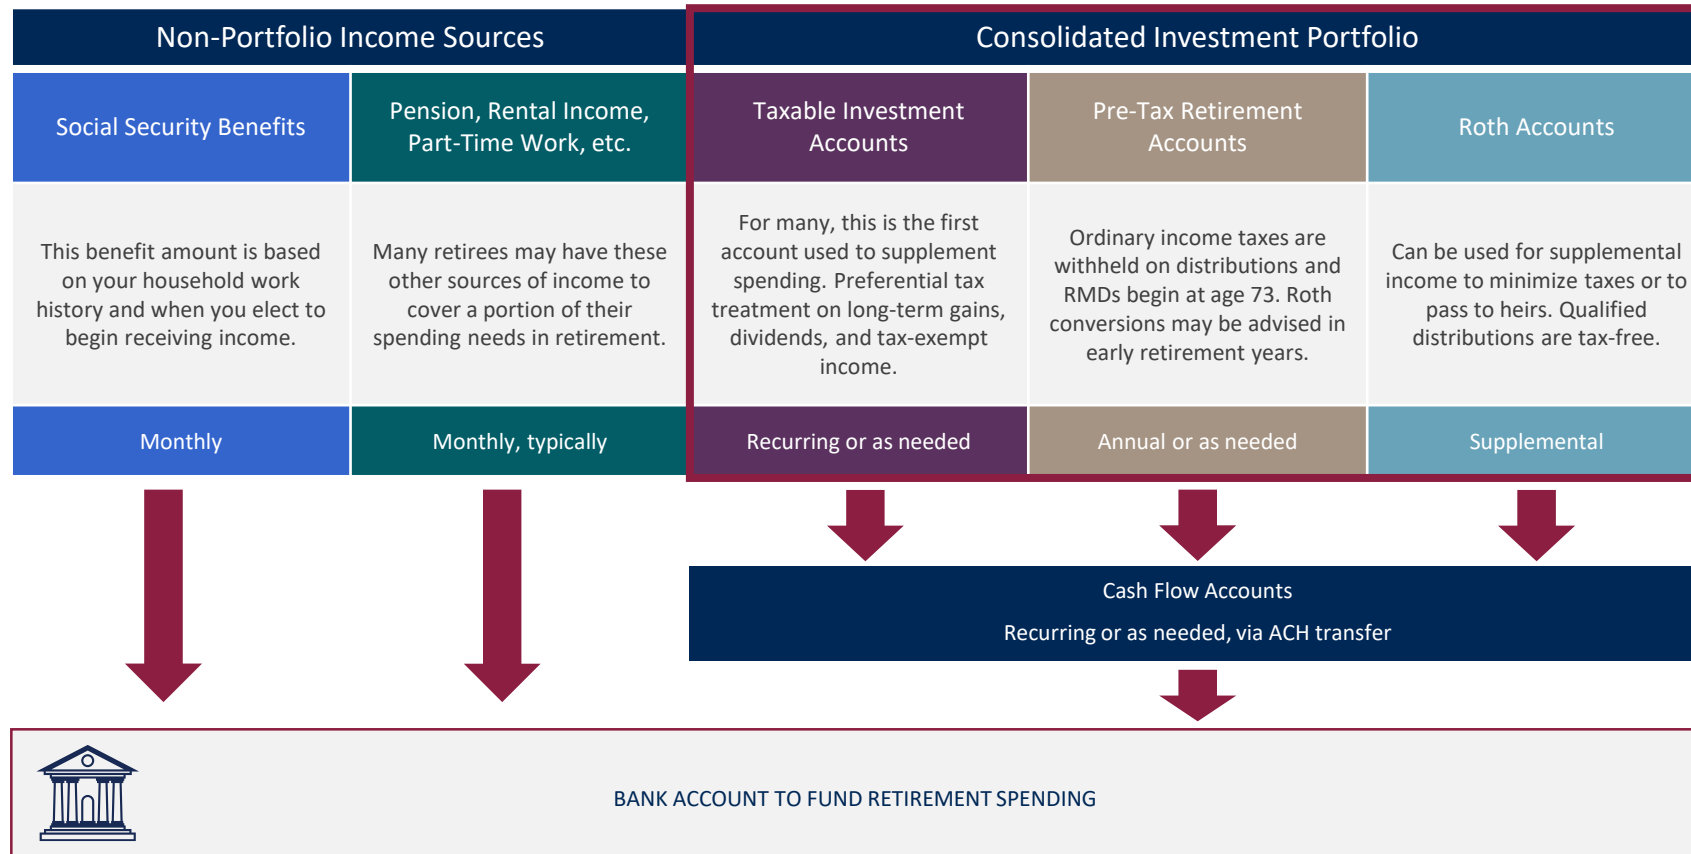 Non-Portfolio Income Sources
Consolidated Investment Portfolio
Social Security Benefits
Pension, Rental Income,
Part-Time Work, etc.
Taxable Investment
Accounts
Pre-Tax Retirement
Accounts
Roth Accounts
This benefit amount is based
on your household work
history and when you elect to
begin receiving income.
Many retirees may have these
other sources of income to
cover a portion of their
spending needs in retirement.
For many, this is the first
account used to supplement
spending. Preferential tax
treatment on long-term gains,
dividends, and tax-exempt
income.
Ordinary income taxes are
withheld on distributions and
RMDs begin at age 73. Roth
conversions may be advised in
early retirement years.
Can be used for supplemental
income to minimize taxes or to
pass to heirs. Qualified
distributions are tax-free.
Monthly
Monthly, typically
Recurring or as needed
Annual or as needed
Supplemental
Cash Flow Accounts
Recurring or as needed, via ACH transfer
BANK ACCOUNT TO FUND RETIREMENT SPENDING